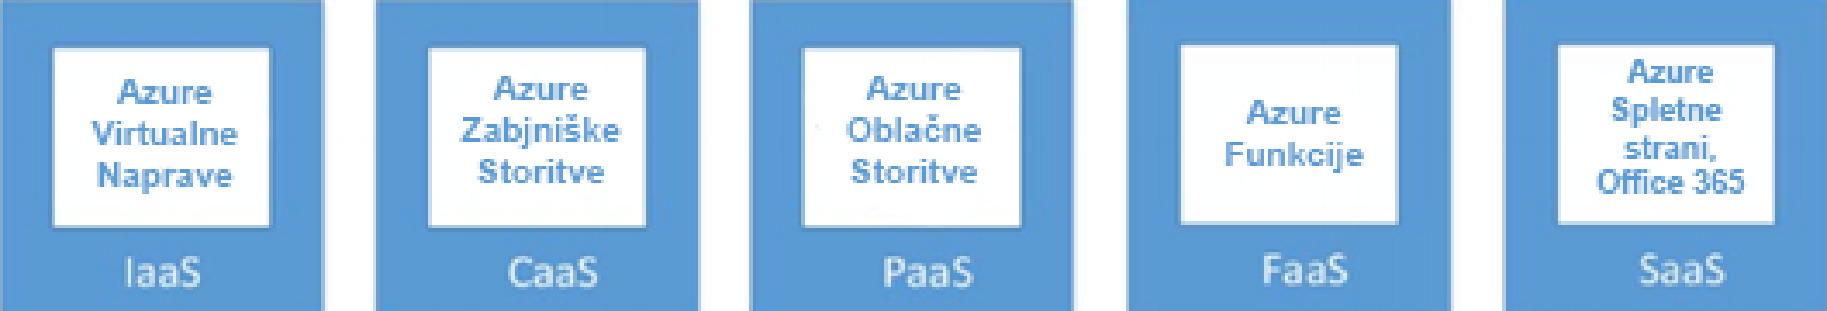 Azure
Virtualne
Naprave
IaaS
Azure
Zabjniške
Storitve
CaaS
Azure
Oblačne
Storitve
PaaS
Azure
Funkcije
FaaS
Azure
Spletne
strani,
Office 365
SaaS